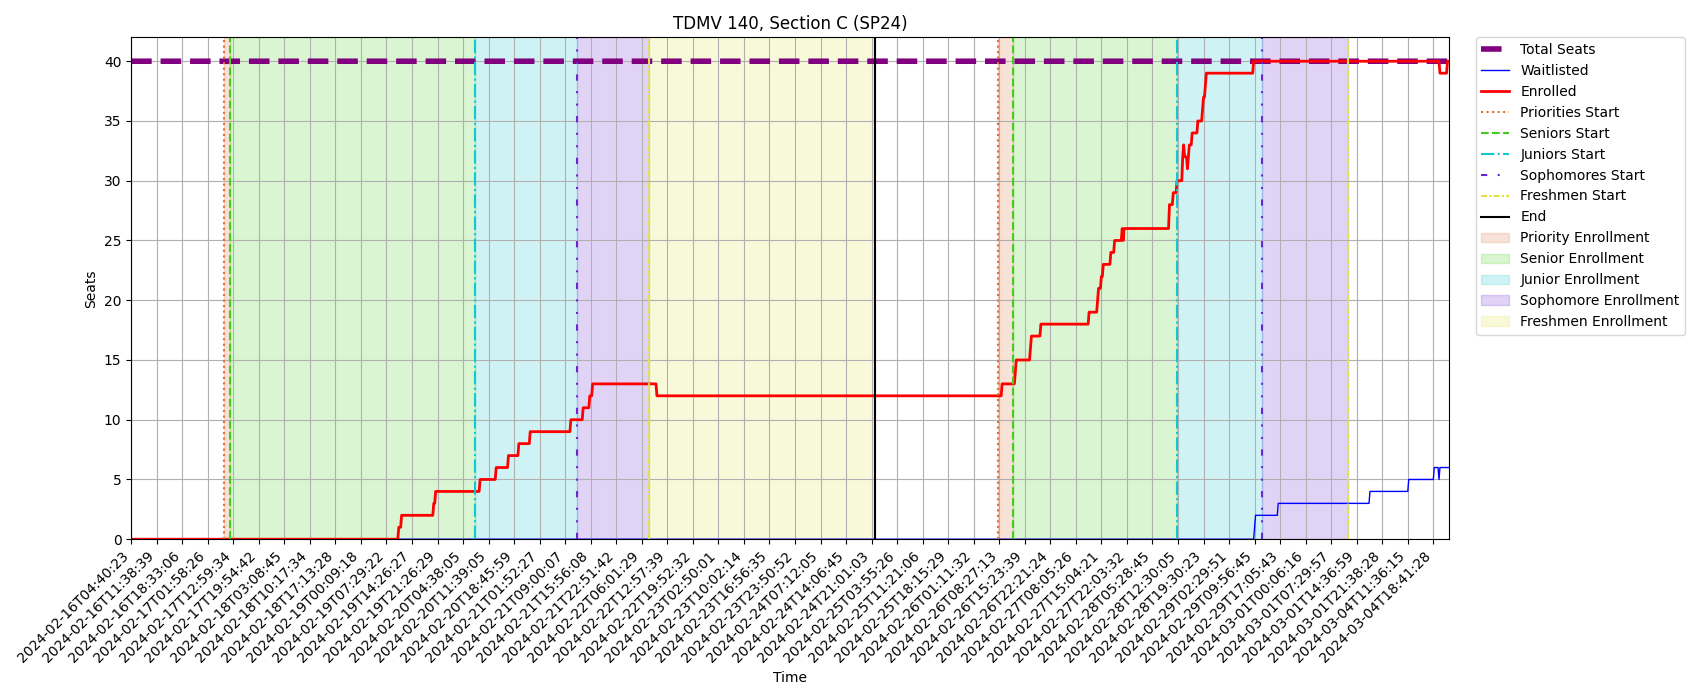 TDMV 140, Section C (SP24)
40
35
30
25
20
15
10
5
0
Seats
2024-02-16T04:40:23
2024-02-16T11:38:39
2024-02-16T18:33:06
2024-02-17T01:58:26
2024-02-17T12:59:34
2024-02-17T19:54:42
2024-02-18T03:08:45
2024-02-18T10:17:34
2024-02-18T17:13:28
2024-02-19T00:09:18
2024-02-19T07:29:22
2024-02-19T14:26:27
2024-02-19T21:26:29
2024-02-20T04:38:05
2024-02-20T11:39:05
2024-02-20T18:45:59
2024-02-21T01:52:27
2024-02-21T09:00:07
2024-02-21T15:56:08
2024-02-21T22:51:42
2024-02-22T06:01:29
2024-02-22T12:57:39
2024-02-22T19:52:32
2024-02-23T02:50:01
2024-02-23T10:02:14
2024-02-23T16:56:35
2024-02-23T23:50:52
2024-02-24T07:12:05
2024-02-24T14:06:45
2024-02-24T21:01:03
2024-02-25T03:55:26
2024-02-25T11:21:06
2024-02-25T18:15:29
2024-02-26T01:11:32
2024-02-26T08:27:13
2024-02-26T15:23:39
2024-02-26T22:21:24
2024-02-27T08:05:26
2024-02-27T15:04:21
2024-02-27T22:03:32
2024-02-28T05:28:45
2024-02-28T12:30:05
2024-02-28T19:30:23
2024-02-29T02:29:51
2024-02-29T09:56:45
2024-02-29T17:05:43
2024-03-01T00:06:16
2024-03-01T07:29:57
2024-03-01T14:36:59
2024-03-01T21:38:28
2024-03-04T11:36:15
2024-03-04T18:41:28
Time
Total Seats
Waitlisted
Enrolled
Priorities Start
Seniors Start
Juniors Start
Sophomores Start
Freshmen Start
End
Priority Enrollment
Senior Enrollment
Junior Enrollment
Sophomore Enrollment
Freshmen Enrollment